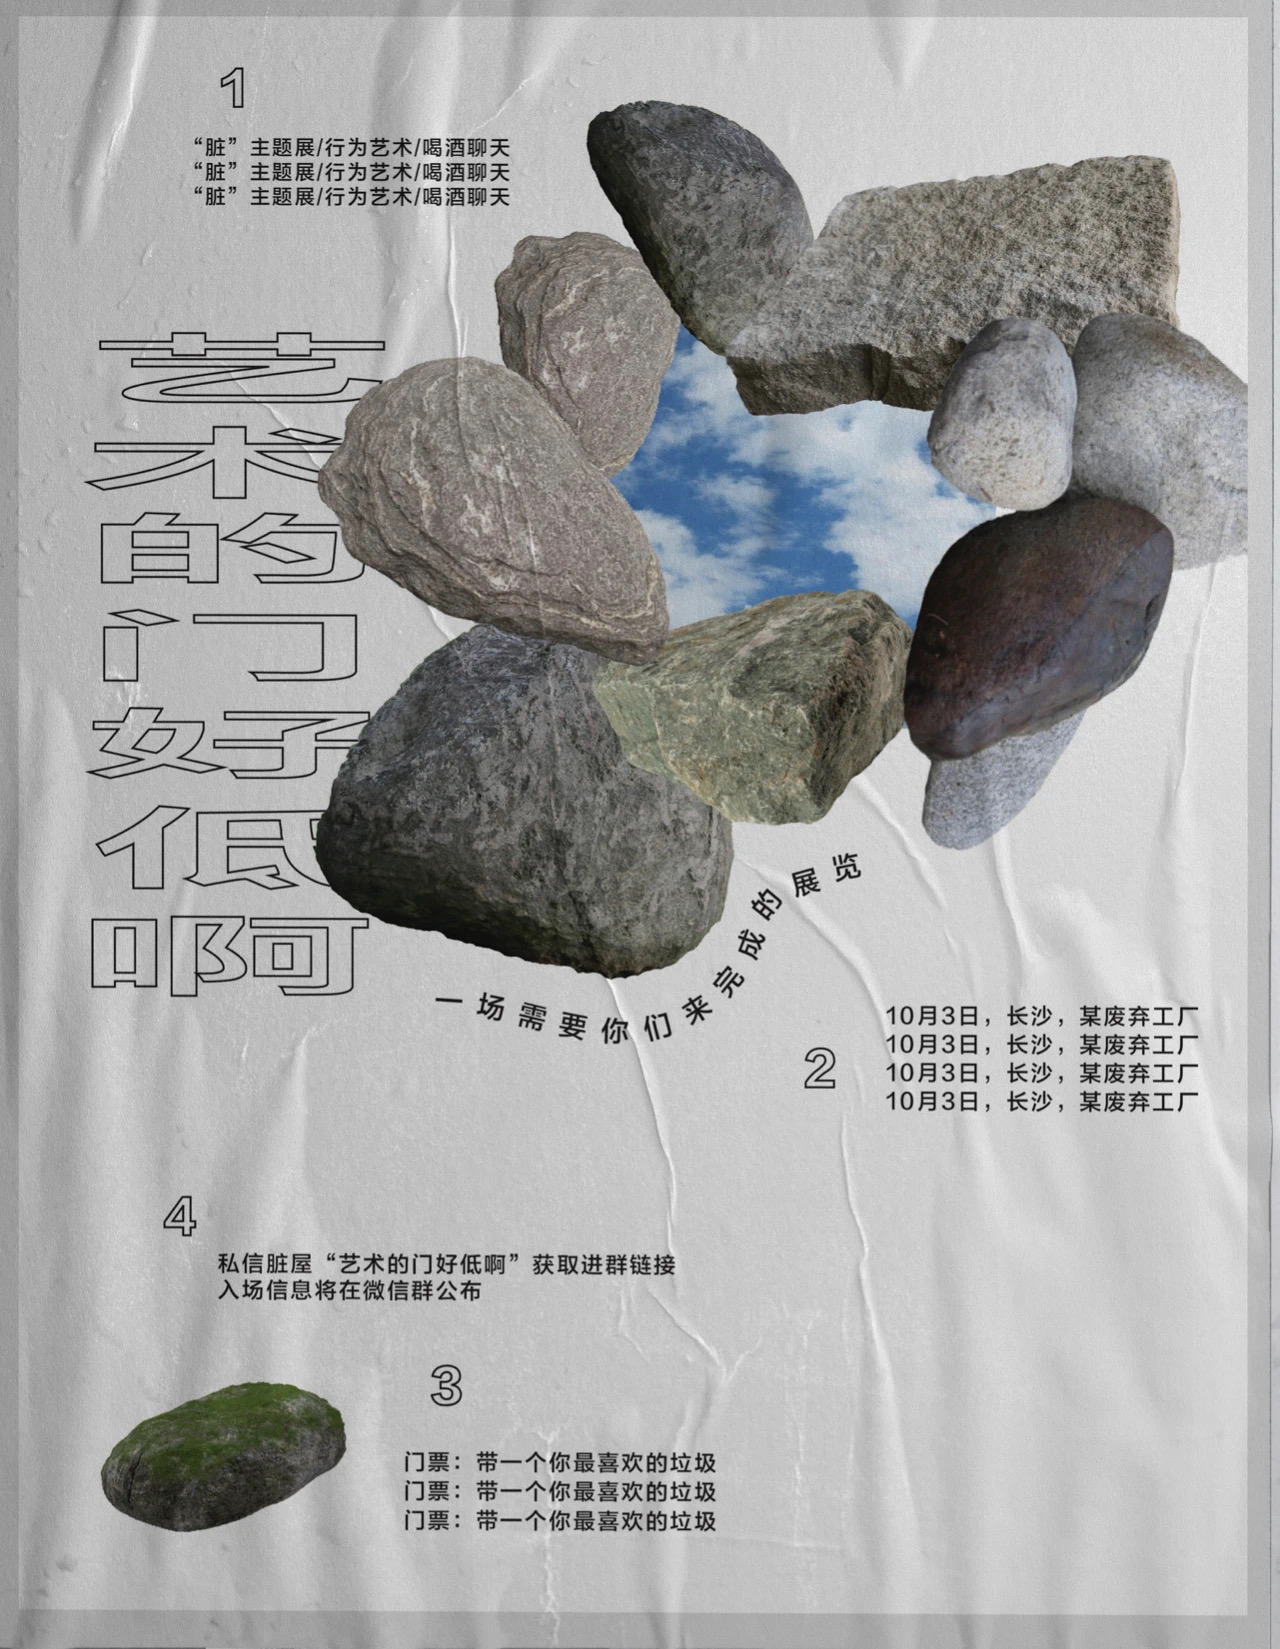 1
“脏”主题展/行为艺术/喝酒聊天
“脏”主题展/行为艺术/喝酒聊天
“脏”主题展/行为艺术/喝酒聊天
艺
术
的
门
好
低
啊
一场需要你们来完成的展览
2
10月3日，长沙，某废弃工厂
10月3日，长沙，某废弃工厂
10月3日，长沙，某废弃工厂
10月3日，长沙，某废弃工厂
4
私信脏屋“艺术的门好低啊”获取进群链接
入场信息将在微信群公布
3
门票：带一个你最喜欢的垃圾
门票：带一个你最喜欢的垃圾
门票：带一个你最喜欢的垃圾